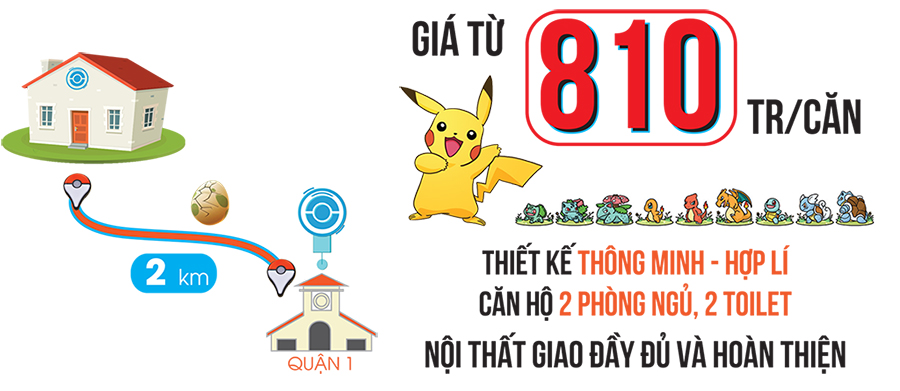 GIÁ TỪ
810
TR/CĂN
2 km
QUẬN 1
THIẾT KẾ THÔNG MINH - HỢP LÍ
CĂN HỘ 2 PHÒNG NGỦ, 2 TOILET
NỘI THẤT GIAO ĐẦY ĐỦ VÀ HOÀN THIỆN